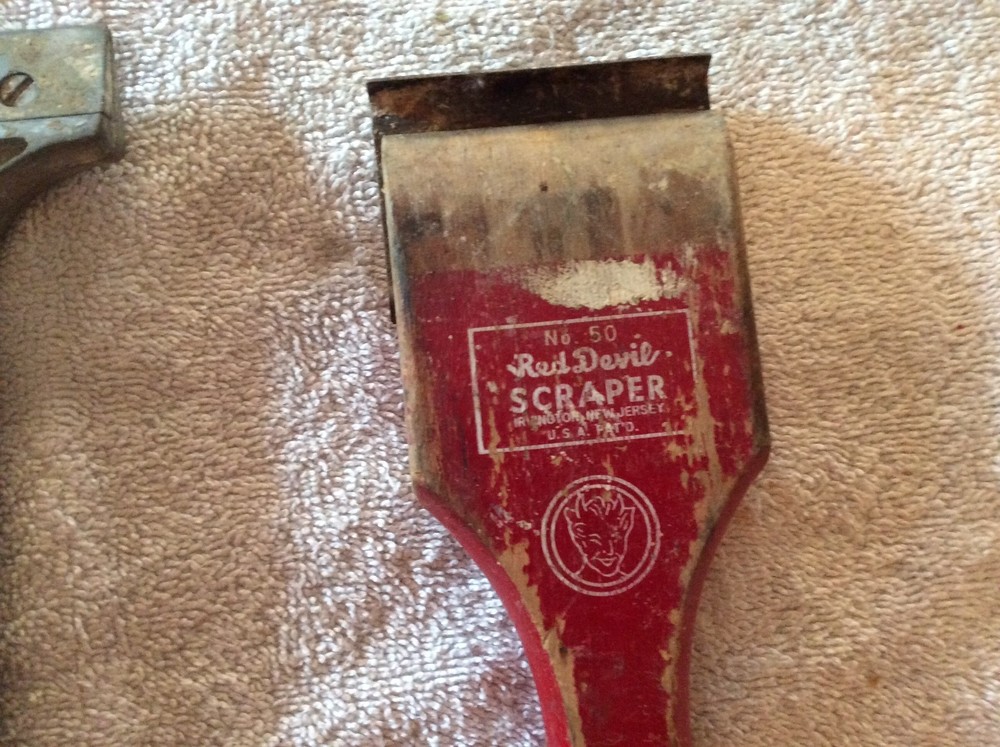 No 50
Red Devil
SCRAPER
IRVINGTON, NEW JERSEY
U.S.A. PAT'D.